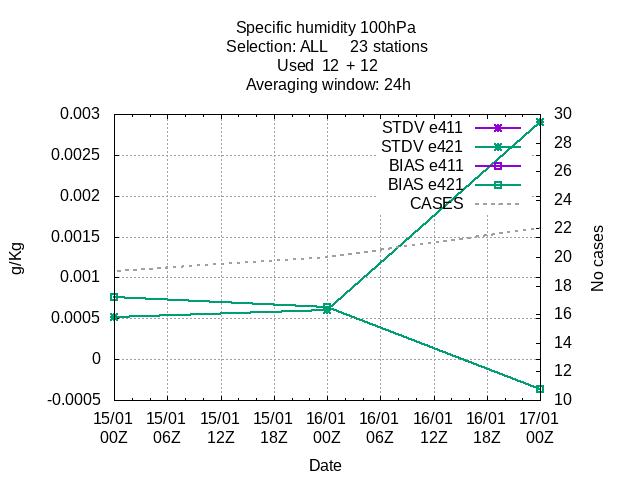 Specific humidity 100hPa
Selection: ALL     23 stations
Used  12 + 12
Averaging window: 24h
0.003
0.0025
0.002
0.0015
0.001
0.0005
0
-0.0005
g/Kg
STDV e411
STDV e421
BIAS e411
BIAS e421
CASES
30
28
26
24
22
20
18
16
14
12
10
No cases
15/01 15/01 15/01 15/01 16/01 16/01 16/01 16/01 17/01
00Z 06Z 12Z 18Z 00Z 06Z 12Z 18Z 00Z
Date